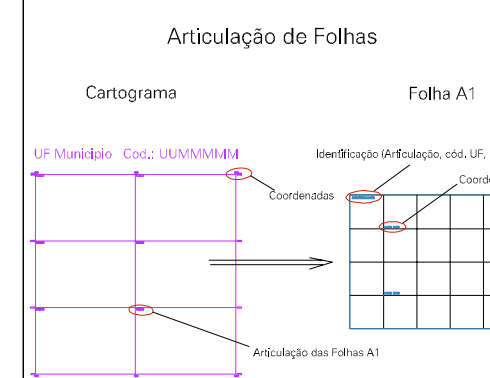 Articulação de Folhas
Cartograma
Folha A1
UF Municipio Cod.: UUMMMMM
Identificação (Articulação, cód. UF,
Coordenadas
Coord
Articulação das Folhas A1